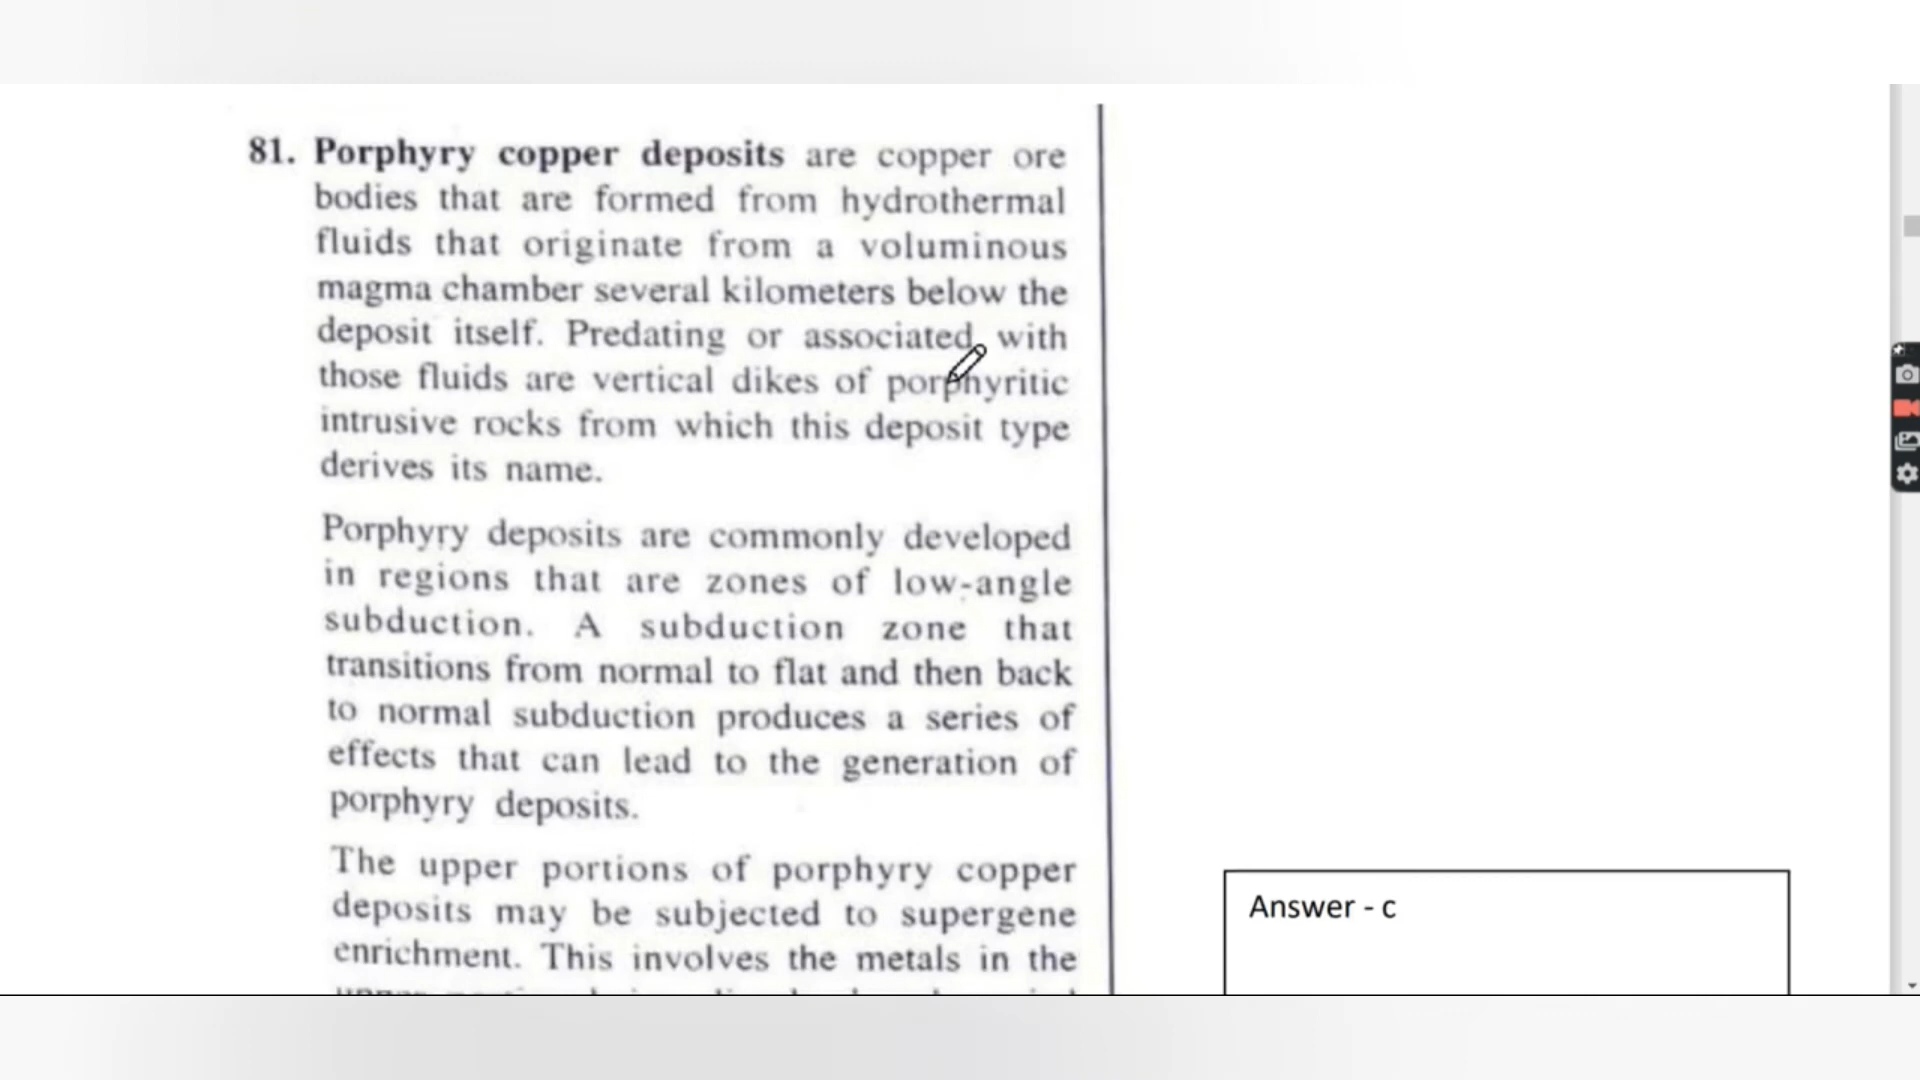 81. Porphyry copper deposits are copper ore
bodies that are formed from hydrothermal
fluids that originate from a voluminous
magma chamber several kilometers below the
deposit itself. Predating or associated with
those fluids are vertical dikes of porphyritic
intrusive rocks from which this deposit type
derives its name.
Porphyry deposits are commonly developed
in regions that are zones of low-angle
subduction. A subduction zone that
transitions from normal to flat and then back
to normal subduction produces a series of
effects that can lead to the generation of
porphyry deposits.
The upper portions of porphyry copper
deposits may be subjected to supergene
enrichment. This involves the metals in the
Answer - c